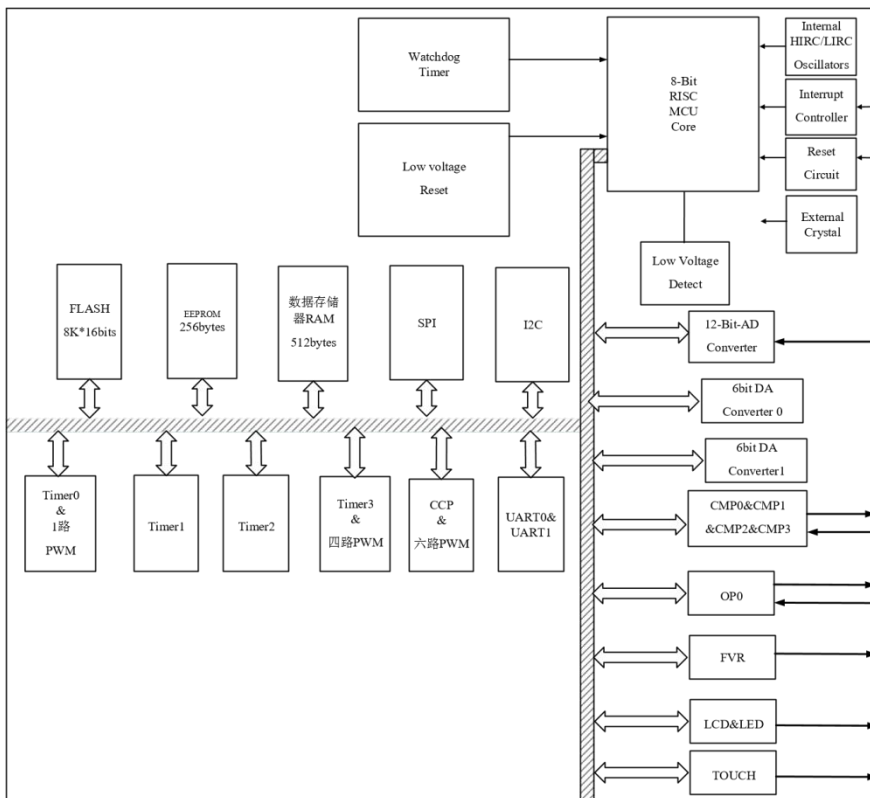 Watchdog
Timer
8-Bit
RISC
MCU
Core
Internal
HIRC/LIRC
Oscillators
Interrupt
Controller
Low voltage
Reset
Reset
Circuit
External
Crystal
Low Voltage
Detect
FLASH
8K*16bits
EEPROM
256bytes
数据存储
器RAM
512bytes
SPI
I2C
12-Bit-AD
Converter
6bit DA
Converter 0
6bit DA
Converter1
Timer0
&
1路
PWM
Timer1
Timer2
Timer3
&
四路PWM
CCP
&
六路PWM
UART0&
UART1
CMP0&CMP1
&CMP2&CMP3
OP0
FVR
LCD&LED
TOUCH